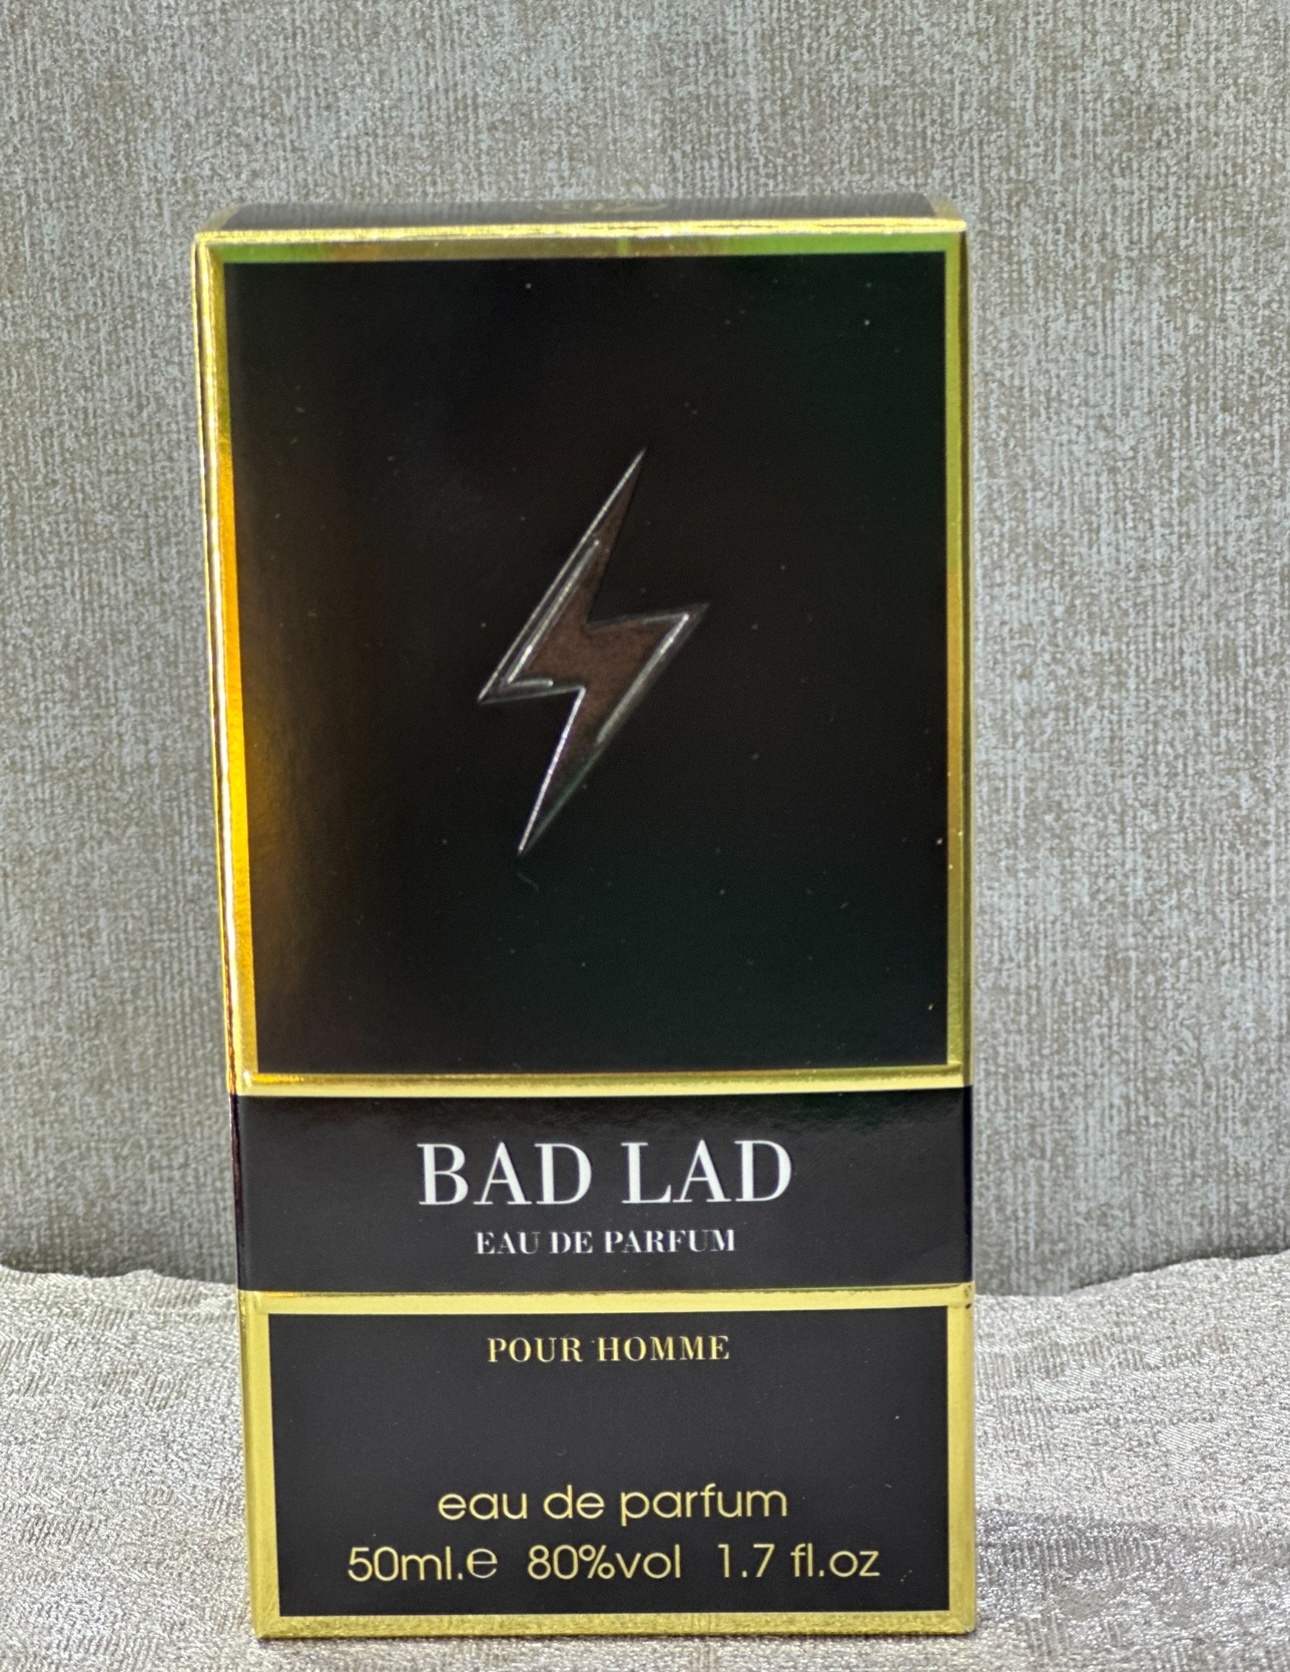 BAD LAD
EAU DE PARFUM
POUR HOMME
eau de parfum
50ml.e 80%vol 1.7 fl.oz